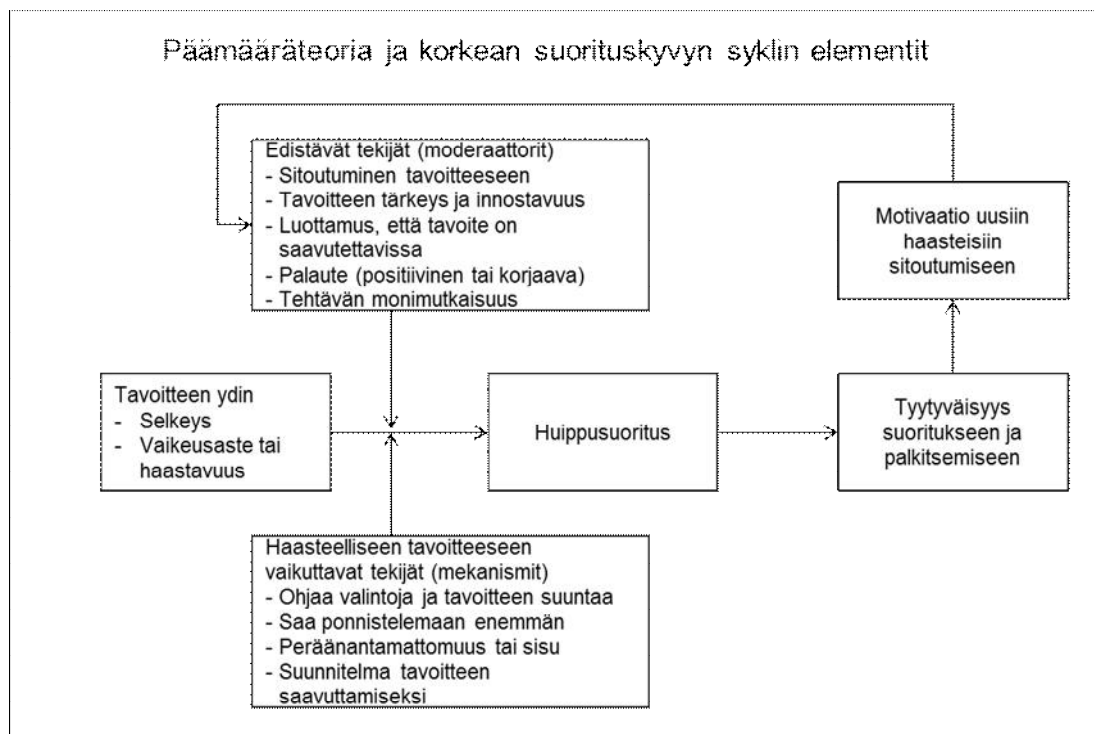 Päämääräteoria ja korkean suorituskyvyn syklin elementit
Edistävät tekijät (moderaattorit)
- Sitoutuminen tavoitteeseen
- Tavoitteen tärkeys ja innostavuus
- Luottamus, että tavoite on
saavutettavissa
- Palaute (positiivinen tai korjaava)
- Tehtävän monimutkaisuus
Motivaatio uusiin
haasteisiin
sitoutumiseen
Tavoitteen ydin
- Selkeys
- Vaikeusaste tai
haastavuus
Huippusuoritus
Tyytyväisyys
suoritukseen ja
palkitsemiseen
Haasteelliseen tavoitteeseen
vaikuttavat tekijät (mekanismit)
- Ohjaa valintoja ja tavoitteen suuntaa
- Saa ponnistelemaan enemmän
- Peräänantamattomuus tai sisu
- Suunnitelma tavoitteen
saavuttamiseksi